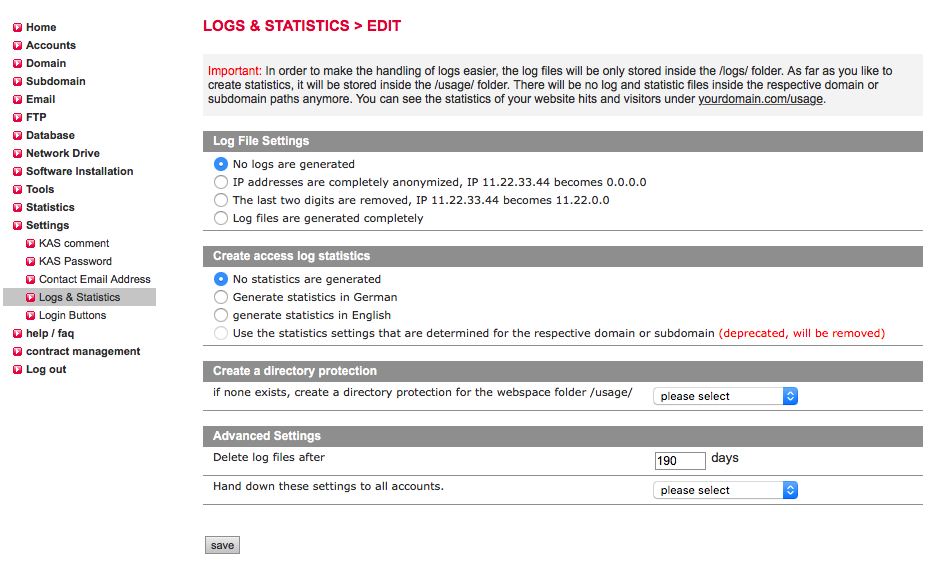 Home
Accounts
Domain
Subdomain
Email
FTP
Database
Network Drive
Software Installation
Tools
Statistics
Settings
KAS comment
KAS Password
Contact Email Address
Logs & Statistics
Login Buttons
help / faq
contract management
Log out
LOGS & STATISTICS > EDIT
Important: In order to make the handling of logs easier, the log files will be only stored inside the /logs/ folder. As far as you like to
create statistics, it will be stored inside the /usage/ folder. There will be no log and statistic files inside the respective domain or
subdomain paths anymore. You can see the statistics of your website hits and visitors under yourdomain.com/usage.
Log File Settings
No logs are generated
IP addresses are completely anonymized, IP 11.22.33.44 becomes 0.0.0.0
The last two digits are removed, IP 11.22.33.44 becomes 11.22.0.0
Log files are generated completely
Create access log statistics
No statistics are generated
Generate statistics in German
generate statistics in English
Use the statistics settings that are determined for the respective domain or subdomain (deprecated, will be removed)
Create a directory protection
if none exists, create a directory protection for the webspace folder /usage/ please select
Advanced Settings
Delete log files after 190 days
Hand down these settings to all accounts. please select
save